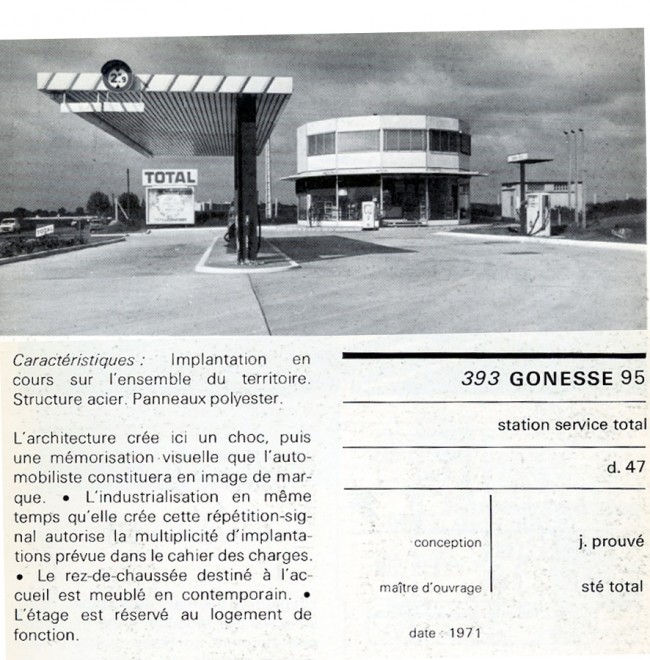 TOTAL
TOTAL
Caractéristiques : Implantation en
cours sur l'ensemble du territoire.
Structure acier. Panneaux polyester.
L'architecture crée ici un choc, puis
une mémorisation visuelle que l'auto-
mobiliste constituera en image de mar-
que. • L'industrialisation en même
temps qu'elle crée cette répétition-sig-
nal autorise la multiplicité d'implanta-
tions prévue dans le cahier des charges.
• Le rez-de-chaussée destiné à l'ac-
cueil est meublé en contemporain. •
L'étage est réservé au logement de
fonction.
393 GONESSE 95
station service total
d. 47
conception j. prouvé
maître d'ouvrage sté total
date : 1971